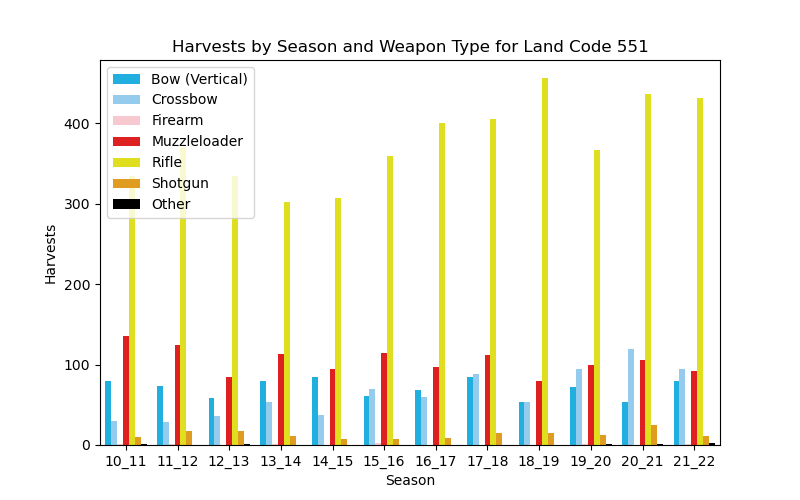 Harvests by Season and Weapon Type for Land Code 551
Bow (Vertical)
Crossbow
Firearm
Muzzleloader
Rifle
Shotgun
Other
400
300
200
100
0
Harvests
10_11 11_12 12_13 13_14 14_15 15_16 16_17 17_18 18_19 19_20 20_21 21_22
Season